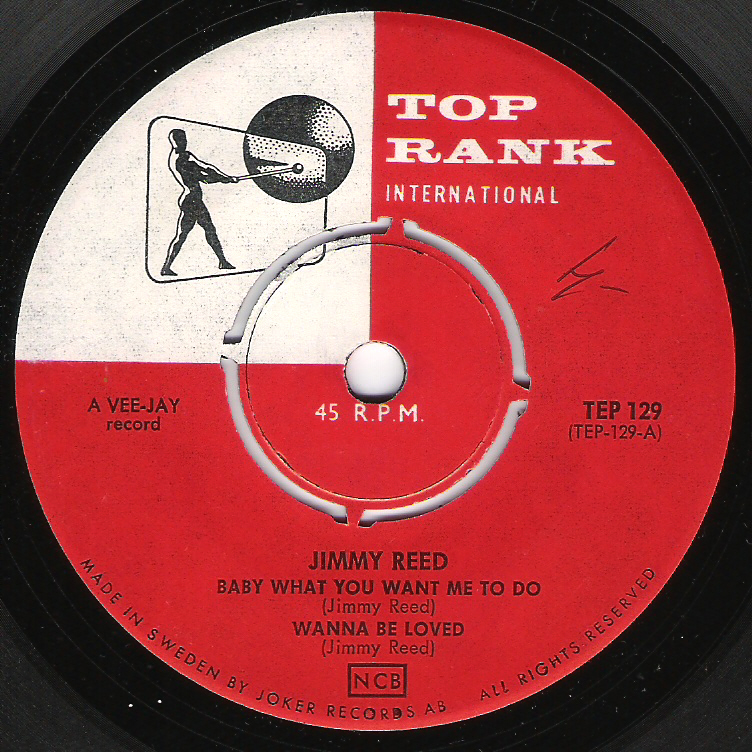 TOP
RANK
INTERNATIONAL
A VEE-JAY
record
45 R.P.M.
TEP 129
(TEP-129-A)
JIMMY REED
BABY WHAT YOU WANT ME TO DO
(Jimmy Reed)
WANNA BE LOVED
(Jimmy Reed)
NCB
MADE IN SWEDEN BY JOKER RECORDS AB
ALL RIGHTS RESERVED